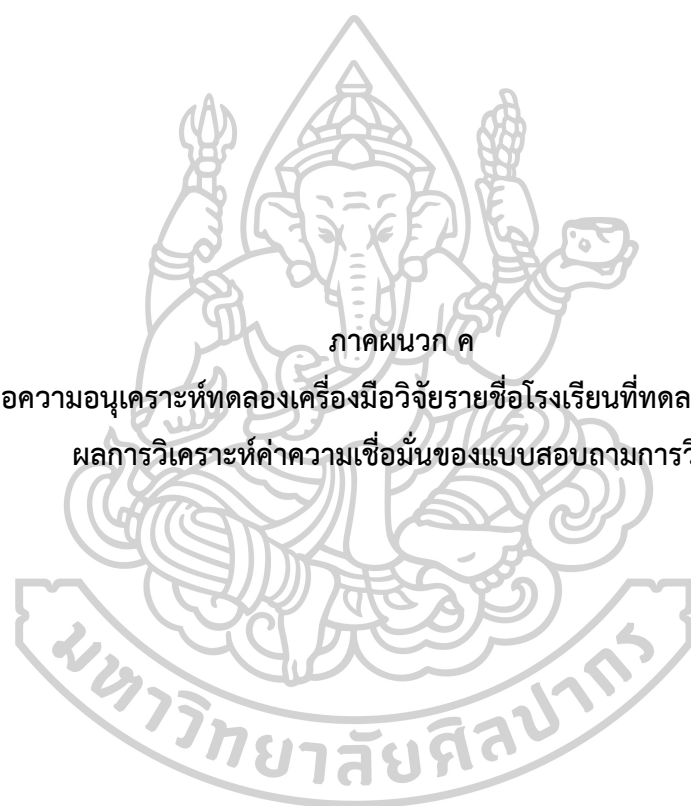 ภาคผนวก ค
อความอนุเคราะห์ทดลองเครื่องมือวิจัยรายชื่อโรงเรียนที่ทดล
ผลการวิเคราะห์ค่าความเชื่อมั่นของแบบสอบถามการวิ
มหาวิทยาลัยศิลปากร